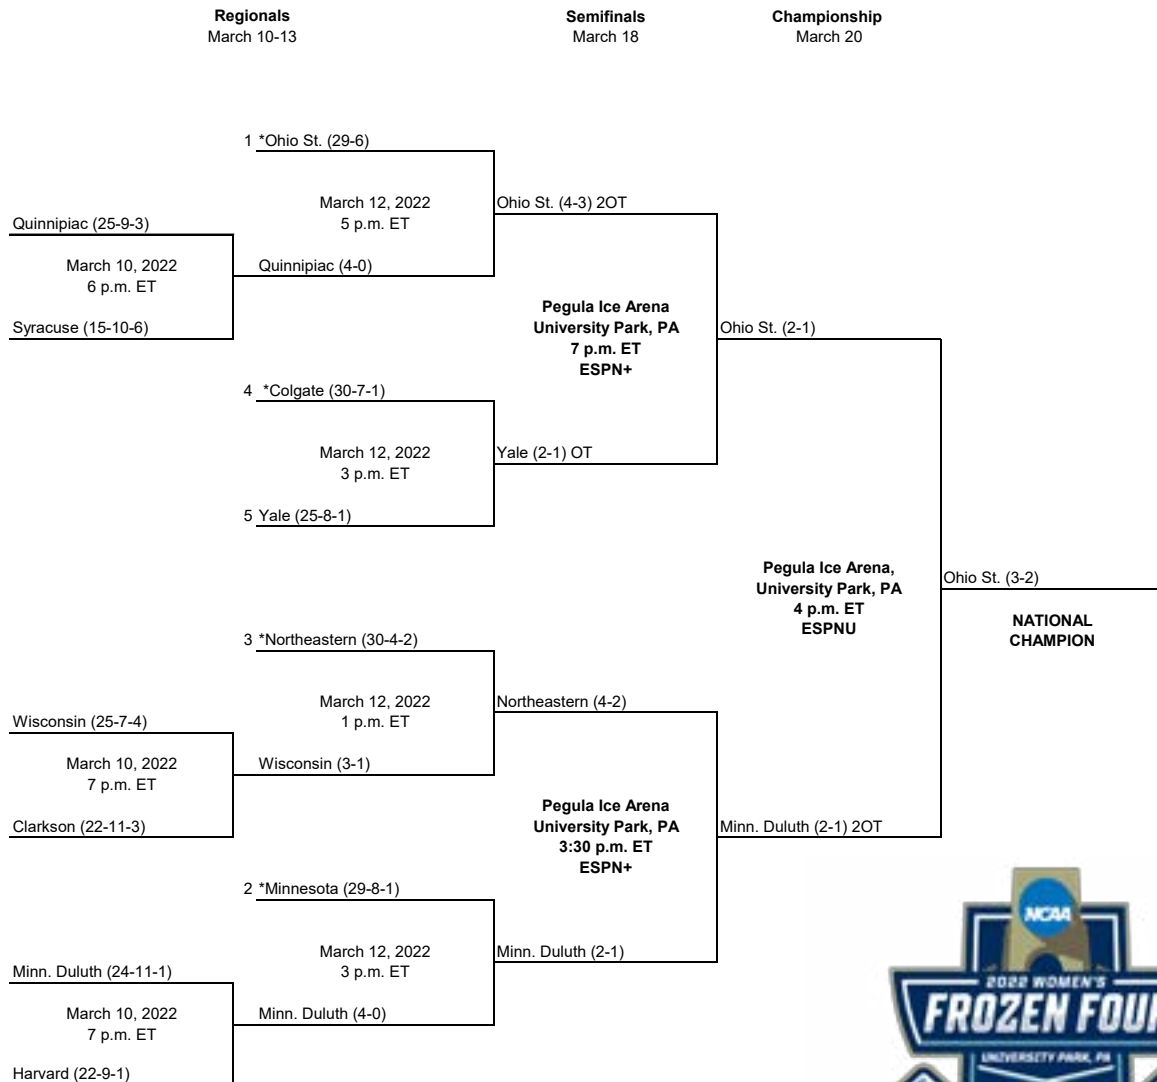 Regionals
March 10-13
Semifinals
March 18
Championship
March 20
1 *Ohio St. (29-6)
March 12, 2022
5 p.m. ET
Ohio St. (4-3) 2OT
Quinnipiac (25-9-3)
March 10, 2022
6 p.m. ET
Quinnipiac (4-0)
Syracuse (15-10-6)
Pegula Ice Arena
University Park, PA
7 p.m. ET
ESPN+
Ohio St. (2-1)
4 *Colgate (30-7-1)
March 12, 2022
3 p.m. ET
Yale (2-1) OT
5 Yale (25-8-1)
Pegula Ice Arena,
University Park, PA
4 p.m. ET
ESPNU
Ohio St. (3-2)
NATIONAL
CHAMPION
3 *Northeastern (30-4-2)
March 12, 2022
1 p.m. ET
Northeastern (4-2)
Wisconsin (25-7-4)
March 10, 2022
7 p.m. ET
Wisconsin (3-1)
Clarkson (22-11-3)
Pegula Ice Arena
University Park, PA
3:30 p.m. ET
ESPN+
Minn. Duluth (2-1) 2OT
2 *Minnesota (29-8-1)
March 12, 2022
3 p.m. ET
Minn. Duluth (2-1)
Minn. Duluth (24-11-1)
March 10, 2022
7 p.m. ET
Minn. Duluth (4-0)
Harvard (22-9-1)
NCAA
2022 WOMEN'S
FROZEN FOUR
UNIVERSITY PARK, PA